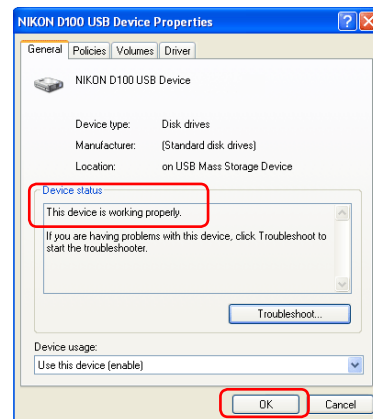 NIKON D100 USB Device Properties
General Policies Volumes Driver
NIKON D100 USB Device
Device type: Disk drives
Manufacturer: (Standard disk drives)
Location: on USB Mass Storage Device
Device status
This device is working properly.
If you are having problems with this device, click Troubleshoot to
start the troubleshooter.
Troubleshoot...
Device usage:
Use this device (enable)
OK Cancel